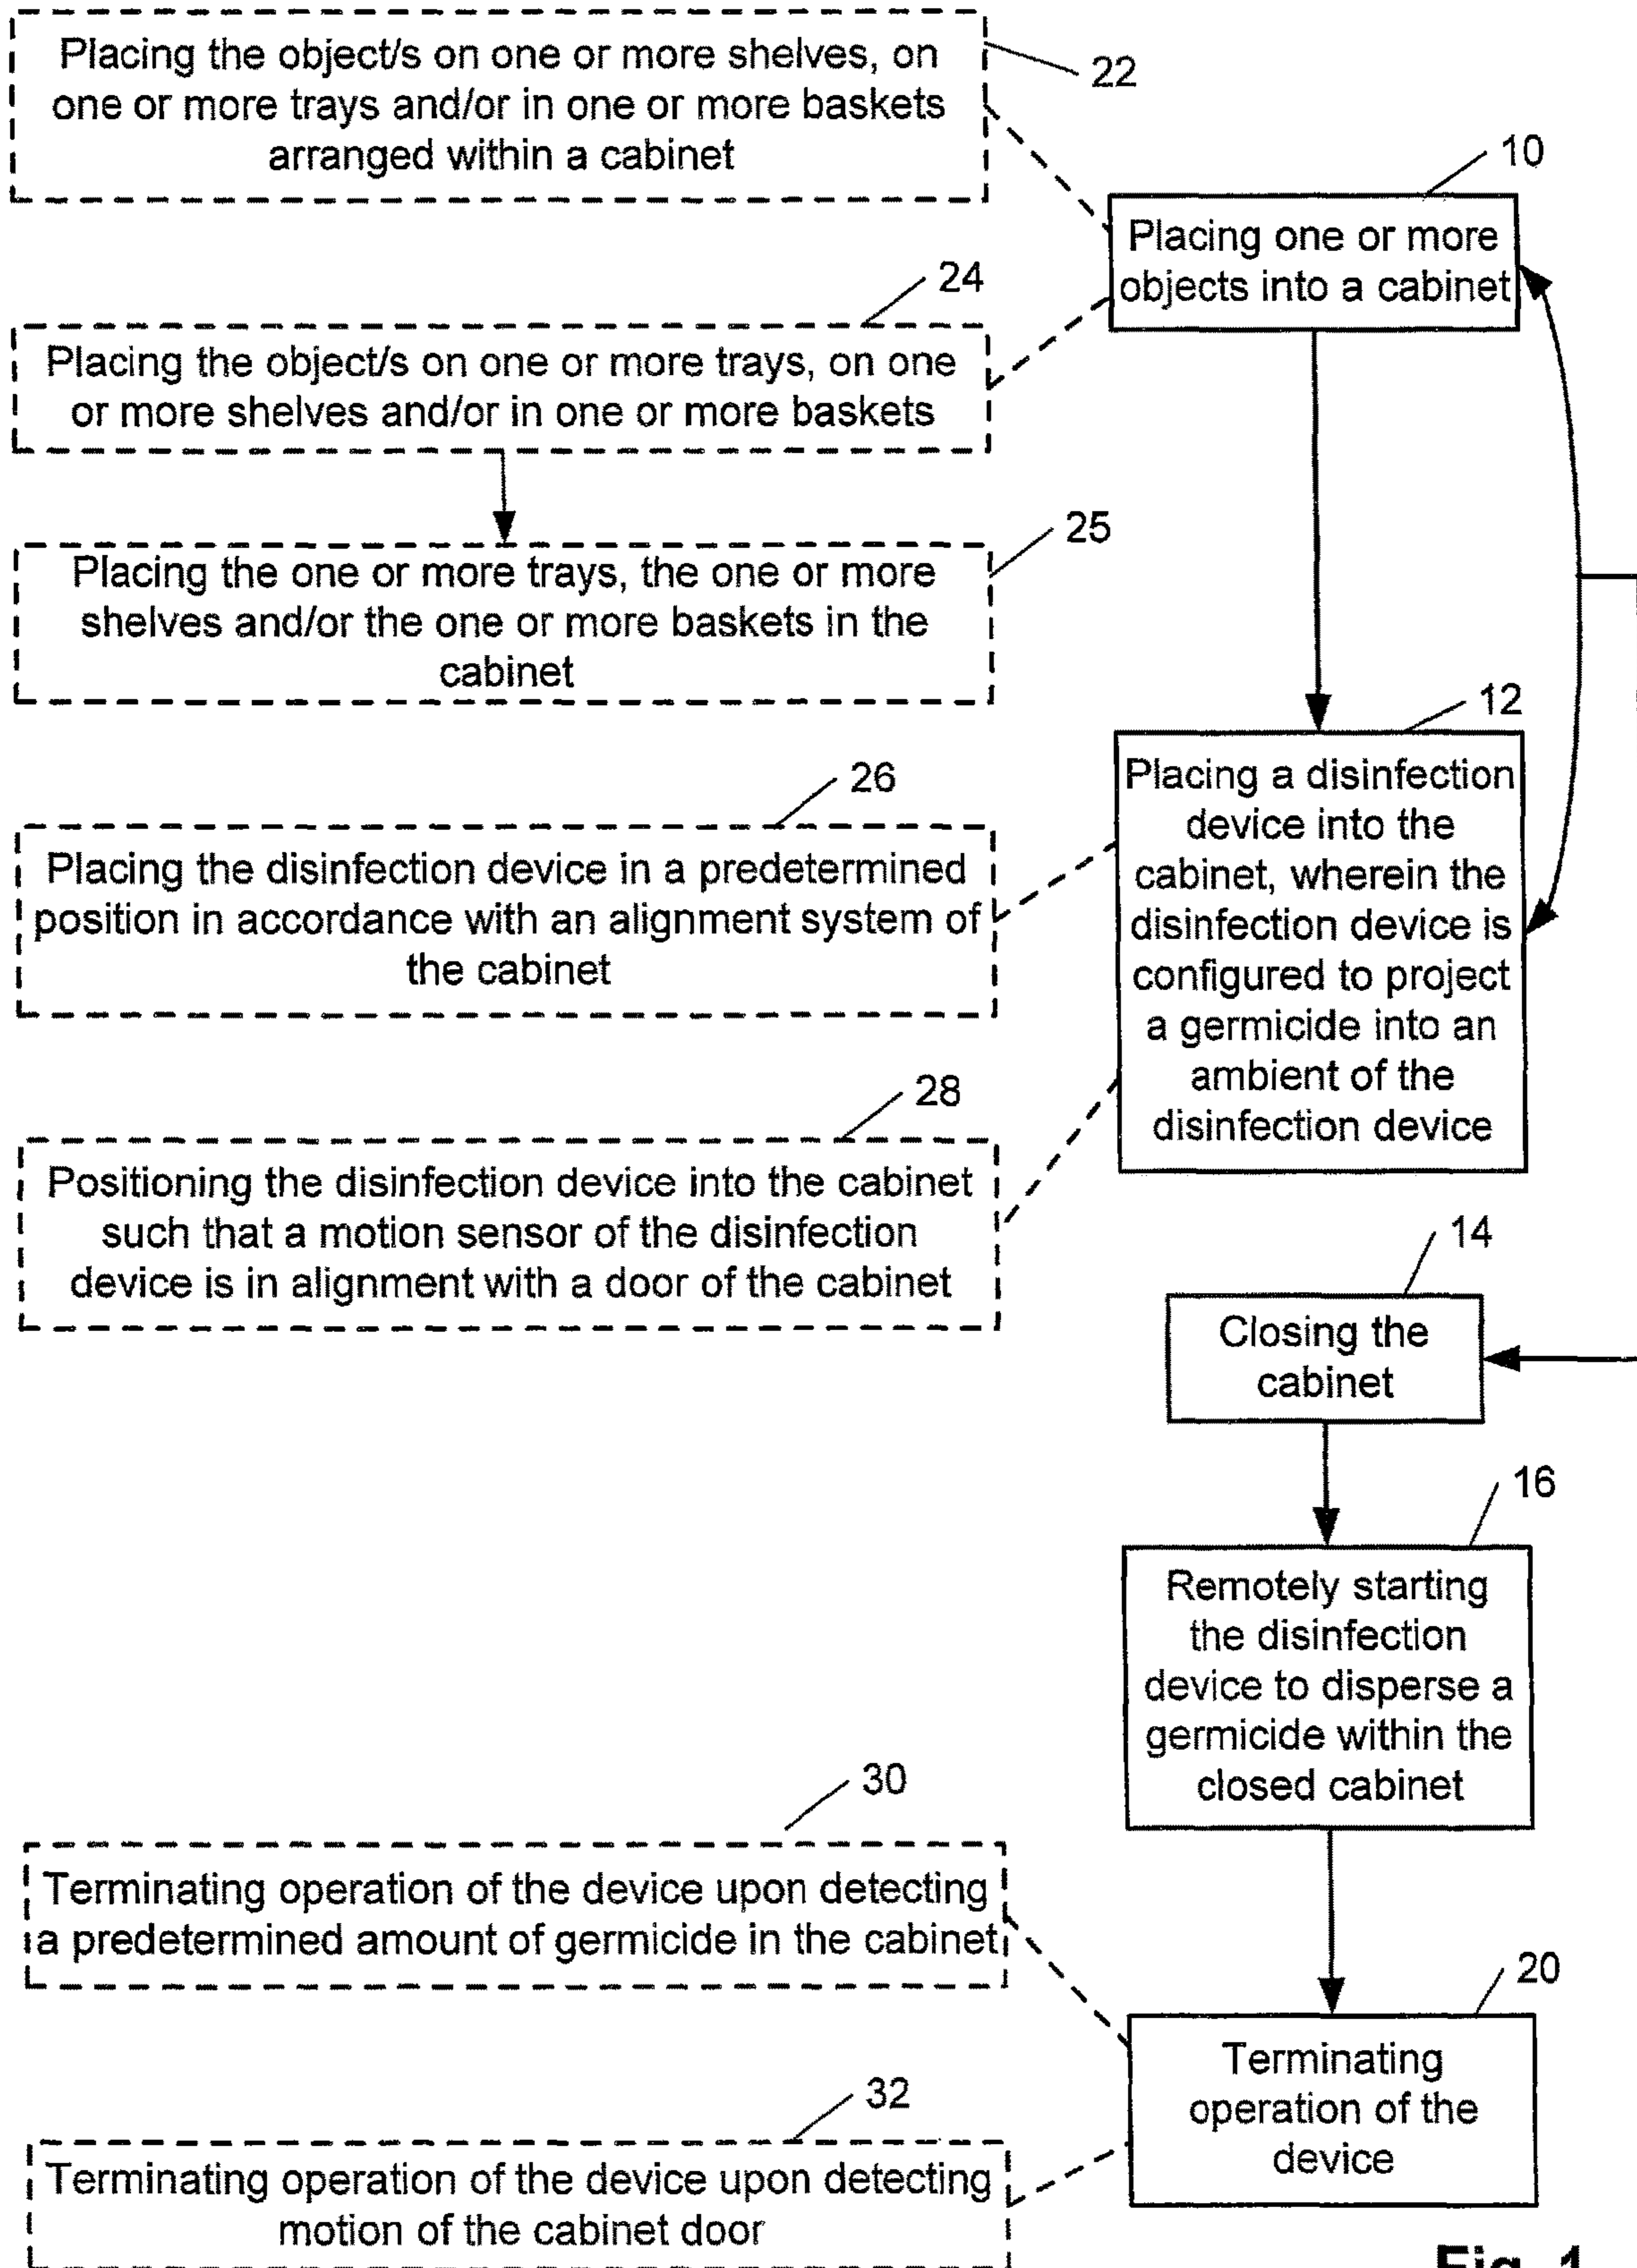 Placing the object/s on one or more shelves, on
one or more trays and/or in one or more baskets
arranged within a cabinet
22
10
Placing one or more
objects into a cabinet
24
Placing the object/s on one or more trays, on one
or more shelves and/or in one or more baskets
25
Placing the one or more trays, the one or more
shelves and/or the one or more baskets in the
cabinet
12
Placing a disinfection
device into the
cabinet, wherein the
disinfection device is
configured to project
a germicide into an
ambient of the
disinfection device
26
Placing the disinfection device in a predetermined
position in accordance with an alignment system of
the cabinet
28
Positioning the disinfection device into the cabinet
such that a motion sensor of the disinfection
device is in alignment with a door of the cabinet
14
Closing the
cabinet
16
Remotely starting
the disinfection
device to disperse a
germicide within the
closed cabinet
30
Terminating operation of the device upon detecting
a predetermined amount of germicide in the cabinet
20
Terminating
operation of the
device
32
Terminating operation of the device upon detecting
motion of the cabinet door
Fig. 1